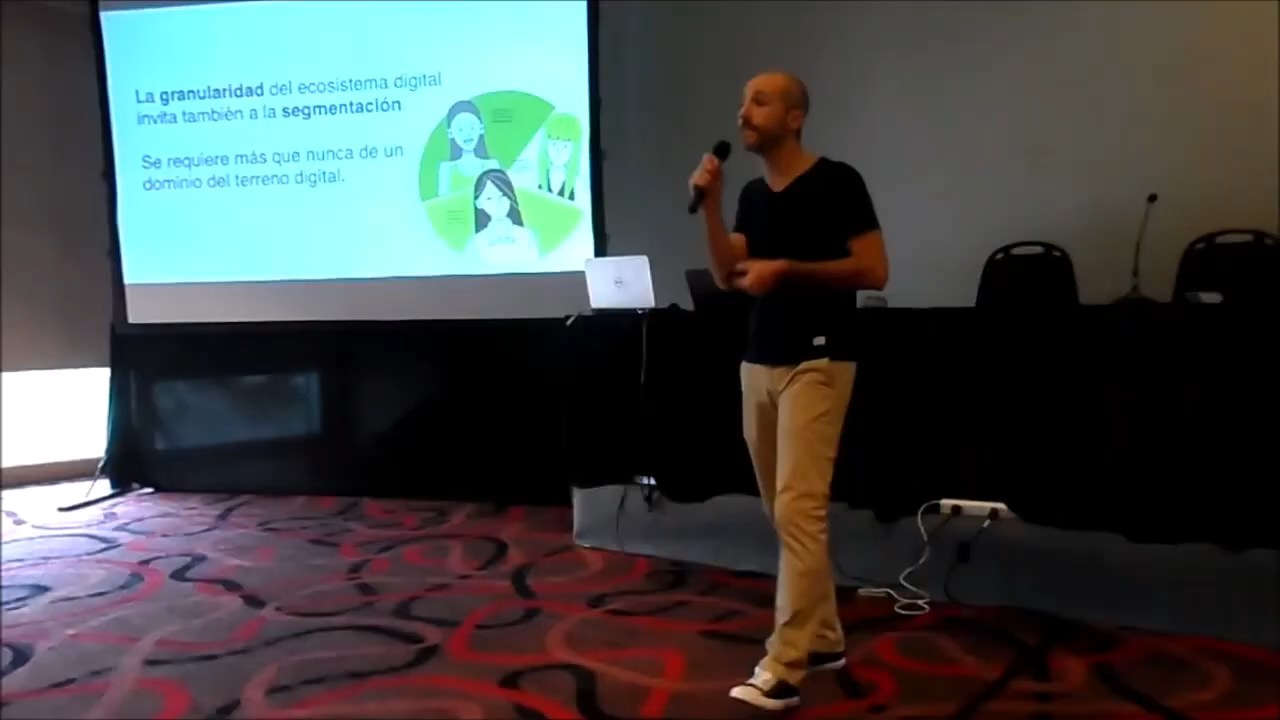 La granularidad del ecosistema digital
invita también a la segmentación
Se requiere más que nunca de un
dominio del terreno digital.